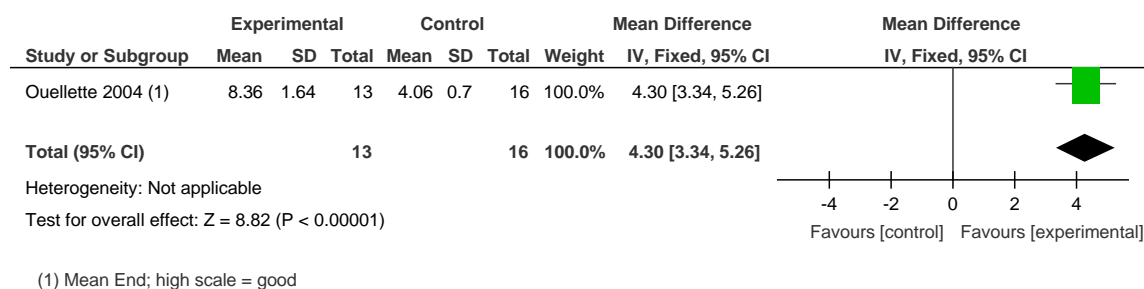 Experimental Control Mean Difference Mean Difference
Study or Subgroup Mean SD Total Mean SD Total Weight IV, Fixed, 95% CI IV, Fixed, 95% CI
Ouellette 2004 (1) 8.36 1.64 13 4.06 0.7 16 100.0% 4.30 [3.34, 5.26]
Total (95% CI) 13 16 100.0% 4.30 [3.34, 5.26]
Heterogeneity: Not applicable
Test for overall effect: Z = 8.82 (P < 0.00001)
-4 -2 0 2 4
Favours [control] Favours [experimental]
(1) Mean End; high scale = good